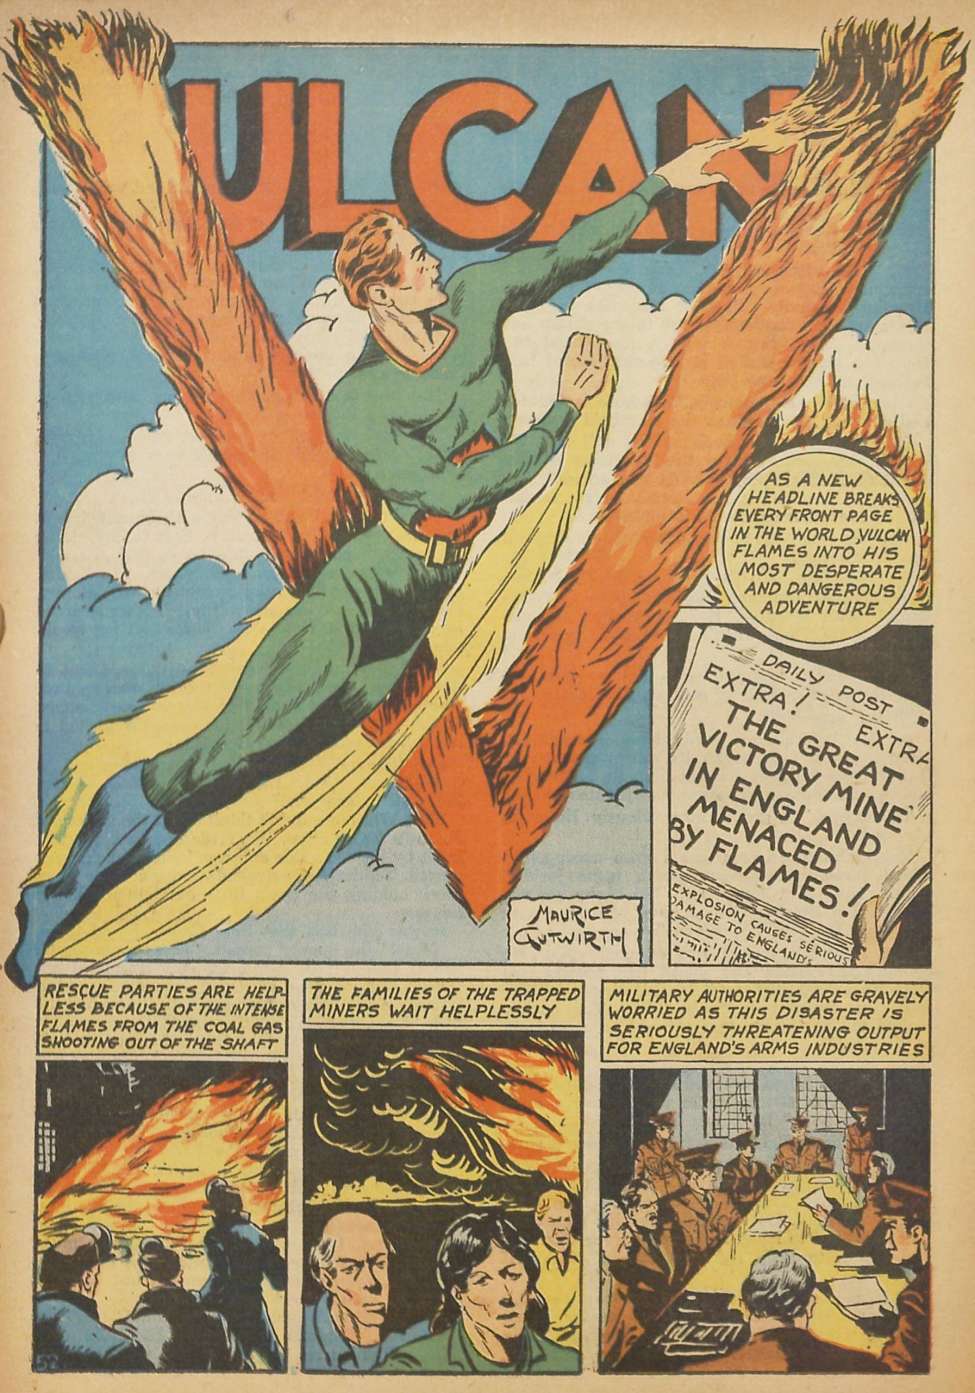 VULCAN
AS A NEW
HEADLINE BREAKS
EVERY FRONT PAGE
IN THE WORLD, VULCAN
FLAMES INTO HIS
MOST DESPERATE
AND DANGEROUS
ADVENTURE
DAILY POST
EXTRA!
EXTRA
THE GREAT
'VICTORY MINE'
IN ENGLAND
MENACED
BY FLAMES!
EXPLOSION CAUSES SERIOUS
DAMAGE TO ENGLAND'S
MAURICE
GUTWIRTH
RESCUE PARTIES ARE HELP-
LESS BECAUSE OF THE INTENSE
FLAMES FROM THE COAL GAS
SHOOTING OUT OF THE SHAFT
THE FAMILIES OF THE TRAPPED
MINERS WAIT HELPLESSLY
MILITARY AUTHORITIES ARE GRAVELY
WORRIED AS THIS DISASTER IS
SERIOUSLY THREATENING OUTPUT
FOR ENGLAND'S ARMS INDUSTRIES
52